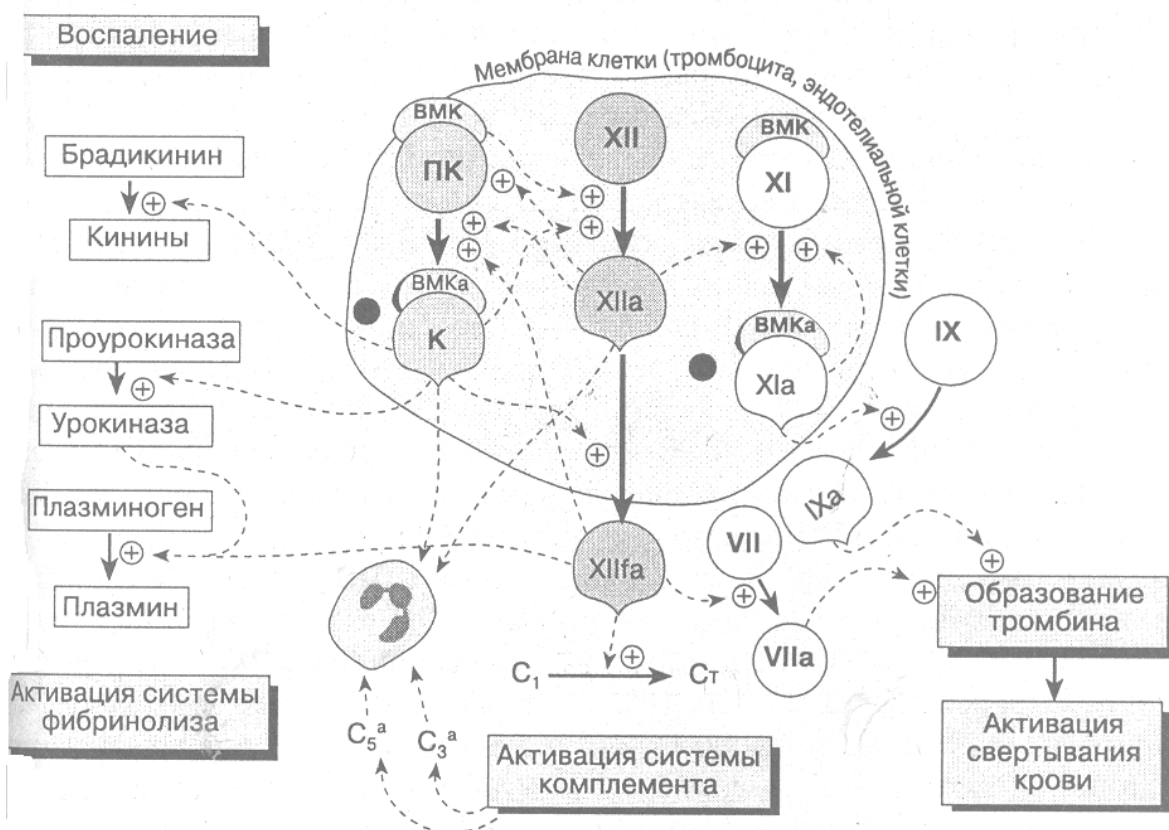 Воспаление
Мембрана клетки (тромбоцита, эндотелиальной клетки)
ВМК
ПК
XII
ВМК
XI
Брадикинин
Кинины
ВМКа
К
XIIa
ВМКа
XIa
IX
Проурокиназа
Урокиназа
Плазминоген
Плазмин
IXa
VII
XIIfa
VIIa
Образование
тромбина
C₁
Cт
Активация системы
фибринолиза
C₅ᵃ
C₃ᵃ
Активация системы
комплемента
Активация
свертывания
крови